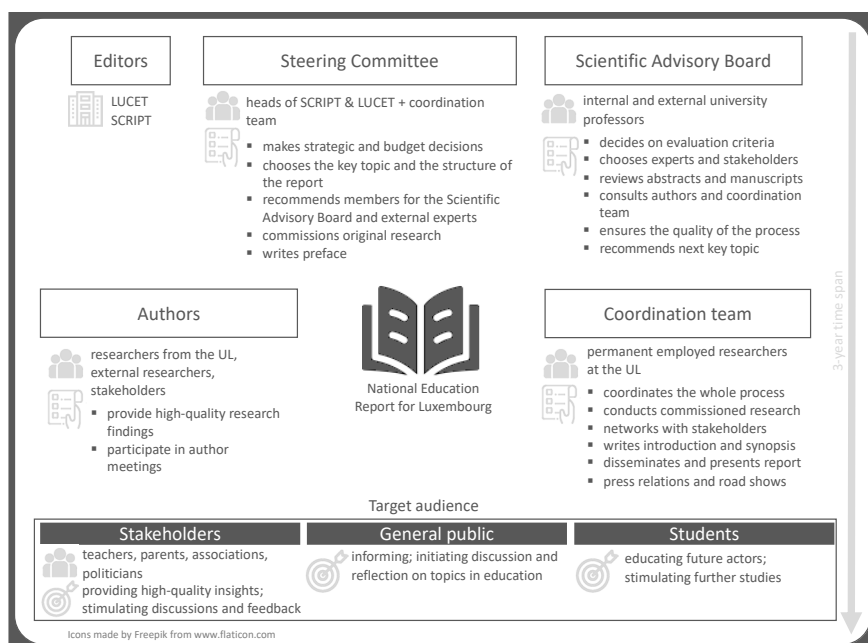 Editors
LUCET
SCRIPT
Steering Committee
heads of SCRIPT & LUCET + coordination
team
▪ makes strategic and budget decisions
▪ chooses the key topic and the structure of
the report
▪ recommends members for the Scientific
Advisory Board and external experts
▪ commissions original research
▪ writes preface
Scientific Advisory Board
internal and external university
professors
▪ decides on evaluation criteria
▪ chooses experts and stakeholders
▪ reviews abstracts and manuscripts
▪ consults authors and coordination
team
▪ ensures the quality of the process
▪ recommends next key topic
3-year time span
Authors
researchers from the UL,
external researchers,
stakeholders
▪ provide high-quality research
findings
▪ participate in author
meetings
National Education
Report for Luxembourg
Coordination team
permanent employed researchers
at the UL
▪ coordinates the whole process
▪ conducts commissioned research
▪ networks with stakeholders
▪ writes introduction and synopsis
▪ disseminates and presents report
▪ press relations and road shows
Target audience
Stakeholders
teachers, parents, associations,
politicians
providing high-quality insights;
stimulating discussions and feedback
General public
informing; initiating discussion and
reflection on topics in education
Students
educating future actors;
stimulating further studies
Icons made by Freepik from www.flaticon.com